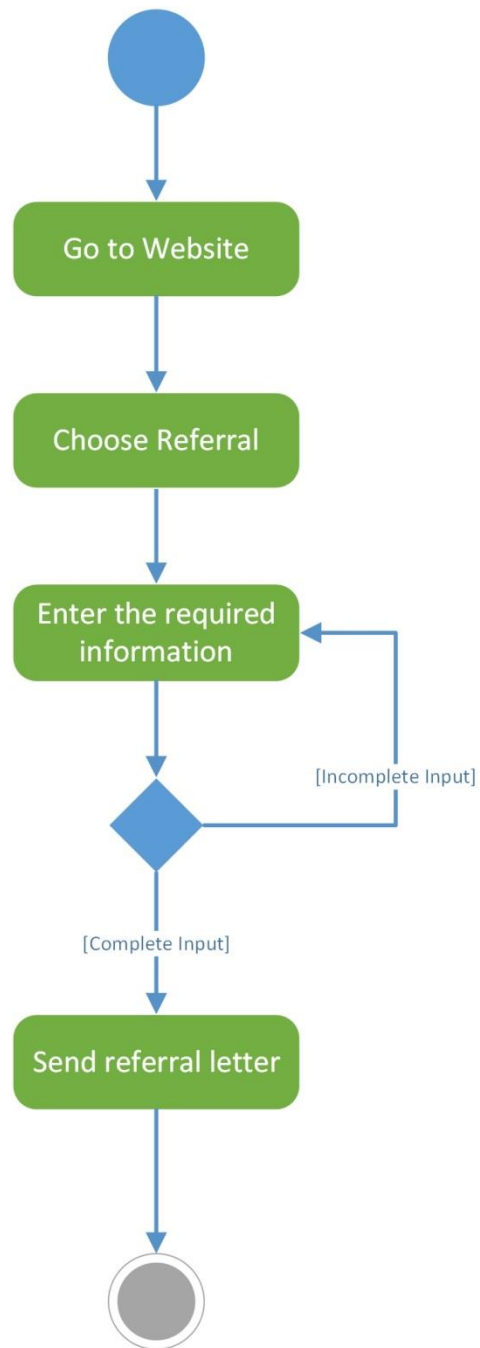 Go to Website
Choose Referral
Enter the required
information
[Incomplete Input]
[Complete Input]
Send referral letter